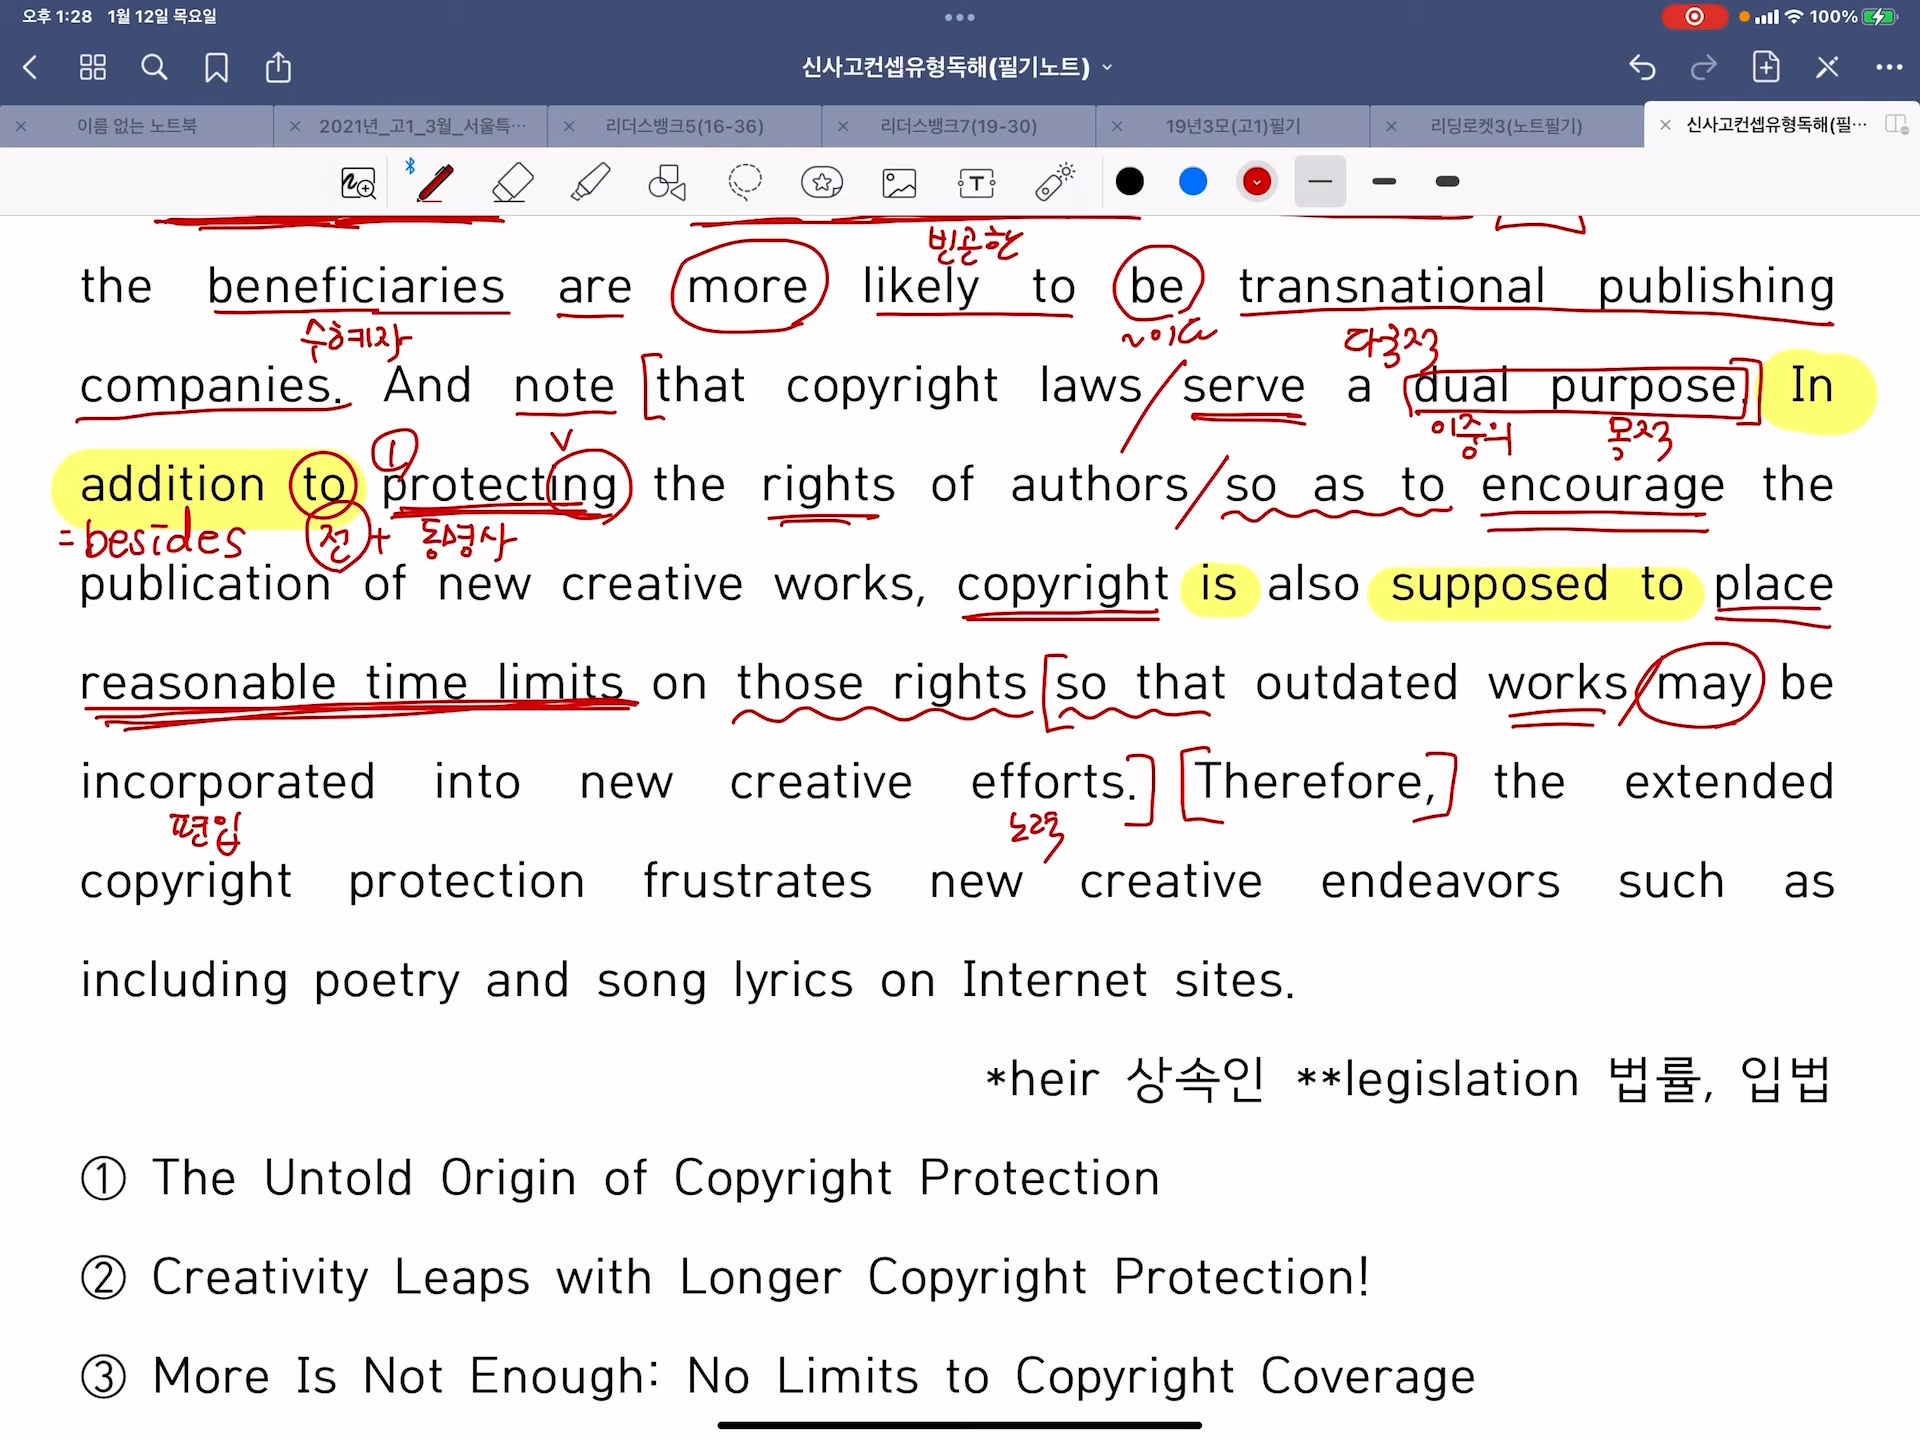 오후 1:28 1월 12일 목요일
100%
신사고컨셉유형독해(필기노트)
이름 없는 노트북
2021년_고1_3월_서울특…
리더스뱅크5(16-36)
리더스뱅크7(19-30)
19년3모(고1)필기
리딩로켓3(노트필기)
신사고컨셉유형독해(필…
빈곤한
the beneficiaries are more likely to be transnational publishing
수혜자 ~이다 다국적
companies. And note [that copyright laws / serve a dual purpose.] In
이중의 목적
① V
addition to protecting the rights of authors / so as to encourage the
=besides 전 + 동명사
publication of new creative works, copyright is also supposed to place
reasonable time limits on those rights [so that outdated works / may be
incorporated into new creative efforts.] [Therefore,] the extended
편입 노력
copyright protection frustrates new creative endeavors such as
including poetry and song lyrics on Internet sites.
*heir 상속인 **legislation 법률, 입법
① The Untold Origin of Copyright Protection
② Creativity Leaps with Longer Copyright Protection!
③ More Is Not Enough: No Limits to Copyright Coverage